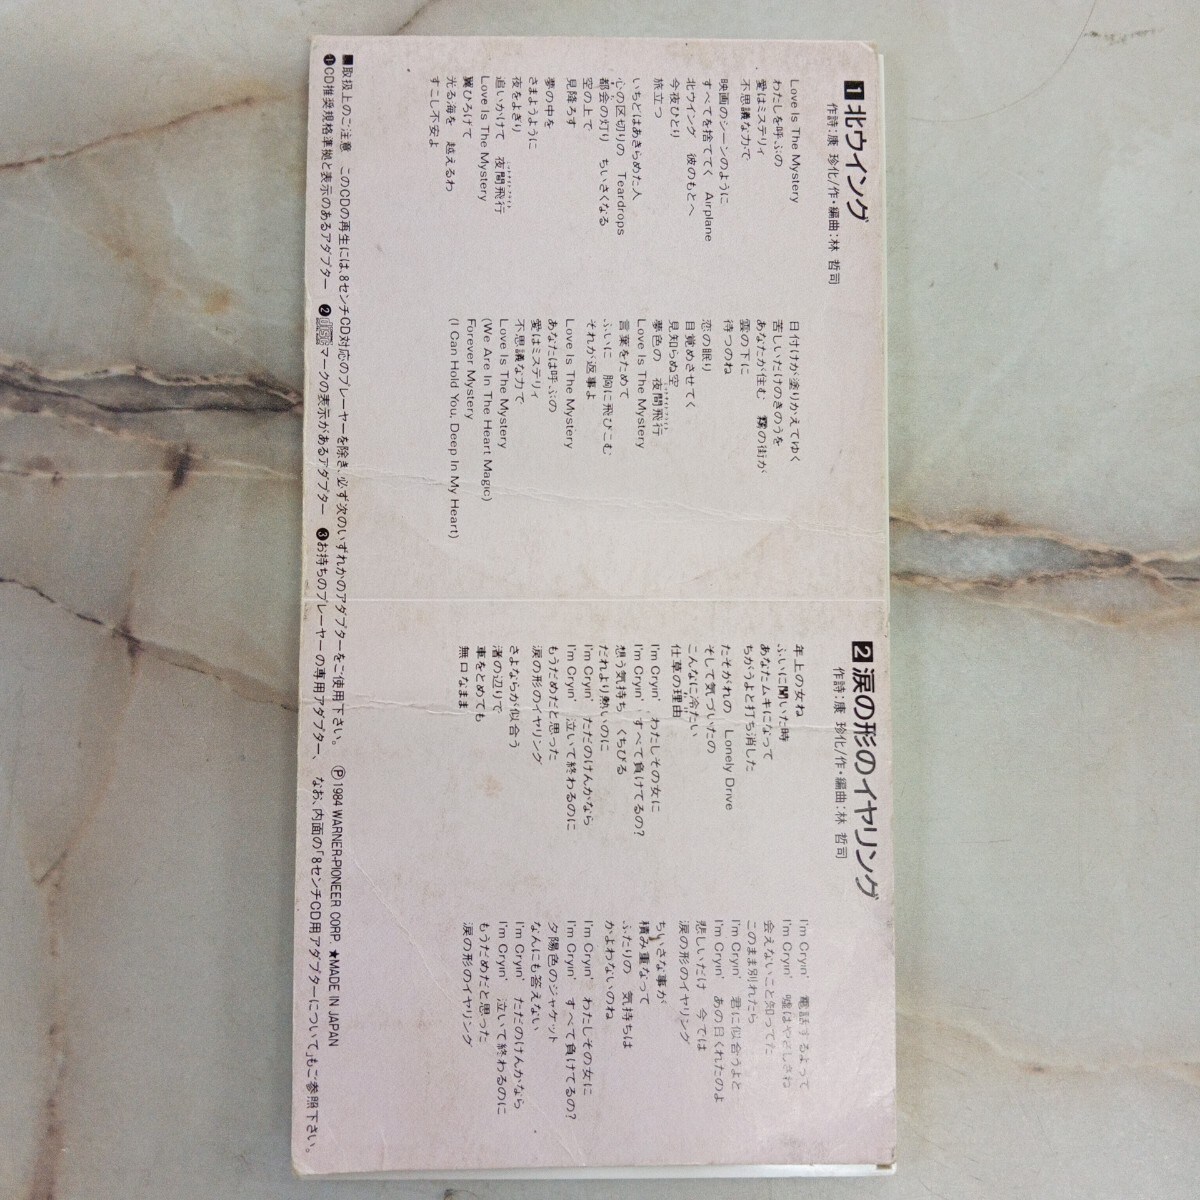 1 北ウイング
作詩:康 珍化/作・編曲:林 哲司
Love Is The Mystery
わたしを呼ぶの
愛はミステリィ
不思議な力で
映画のシーンのように
すべてを捨ててく Airplane
北ウイング 彼のもとへ
今夜ひとり
旅立つ
いちどはあきらめた人
心の区切りの Teardrops
都会の灯り ちいさくなる
空の上で
見降ろす
夢の中を
さまようように
夜をよぎり
追いかけて 夜間飛行
Love Is The Mystery
翼ひろげて
光る海を 越えるわ
すこし不安よ
日付けが塗りかえてゆく
苦しいだけのきのうを
あなたが住む 霧の街が
雲の下に
待つのね
恋の眠り
目覚めさせてく
見知らぬ空
夢色の 夜間飛行
Love Is The Mystery
言葉をためて
ふいに 胸に飛びこむ
それが返事よ
Love Is The Mystery
あなたは呼ぶの
愛はミステリィ
不思議な力で
Love Is The Mystery
(We Are In The Heart Magic)
Forever Mystery
(I Can Hold You, Deep In My Heart)
2 涙の形のイヤリング
作詩:康 珍化/作・編曲:林 哲司
年上の女ね
ふいに聞いた時
あなたムキになって
ちがうよと打ち消した
たそがれの Lonely Drive
そして気づいたの
こんなに冷たい
仕草の理由
I'm Cryin' わたしその女に
I'm Cryin' すべて負けてるの?
想う気持ち くちびる
だれより熱いのに
I'm Cryin' ただのけんかなら
I'm Cryin' 泣いて終わるのに
もうだめだと思った
涙の形のイヤリング
さよならが似合う
渚の辺りで
車をとめても
無口なまま
I'm Cryin' 電話するよって
I'm Cryin' 嘘はやさしさね
会えないこと知ってた
このまま別れたら
I'm Cryin' 君に似合うよと
I'm Cryin' あの日くれたのよ
悲しいだけ 今では
涙の形のイヤリング
ちいさな事が
積み重なって
ふたりの 気持ちは
かよわないのね
I'm Cryin' わたしその女に
I'm Cryin' すべて負けてるの?
夕陽色のジャケット
なんにも答えない
I'm Cryin' ただのけんかなら
I'm Cryin' 泣いて終わるのに
もうだめだと思った
涙の形のイヤリング
■取扱上のご注意 このCDの再生には、8センチCD対応のプレーヤーを除き、必ず次のいずれかのアダプターをご使用下さい。 Ⓟ1984 WARNER-PIONEER CORP. ★MADE IN JAPAN
❶CD推奨規格準拠と表示のあるアダプター ❷マークの表示があるアダプター ❸お持ちのプレーヤーの専用アダプター、 なお、内面の「8センチCD用アダプターについて」もご参照下さい。